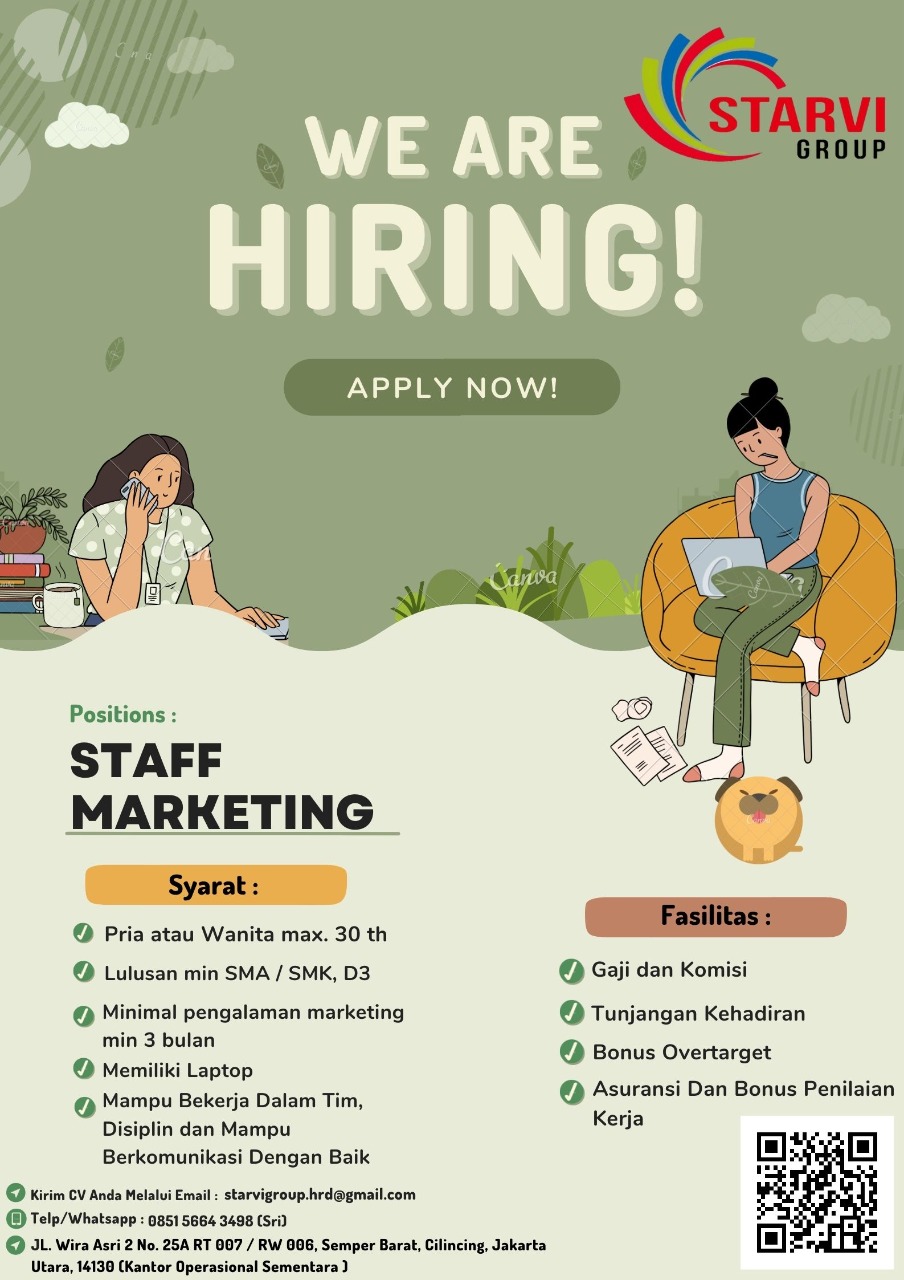 STARVI
GROUP
WE ARE
HIRING!
APPLY NOW!
Canva
Positions :
STAFF
MARKETING
Syarat :
Pria atau Wanita max. 30 th
Lulusan min SMA / SMK, D3
Minimal pengalaman marketing
min 3 bulan
Memiliki Laptop
Mampu Bekerja Dalam Tim,
Disiplin dan Mampu
Berkomunikasi Dengan Baik
Fasilitas :
Gaji dan Komisi
Tunjangan Kehadiran
Bonus Overtarget
Asuransi Dan Bonus Penilaian
Kerja
Kirim CV Anda Melalui Email : starvigroup.hrd@gmail.com
Telp/Whatsapp : 0851 5664 3498 (Sri)
JL. Wira Asri 2 No. 25A RT 007 / RW 006, Semper Barat, Cilincing, Jakarta
Utara, 14130 (Kantor Operasional Sementara )